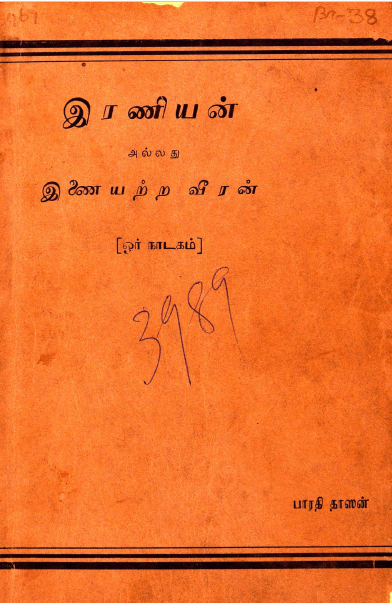 இரணியன்
அல்லது
இணையற்ற வீரன்
[ஓர் நாடகம்]
3989
பாரதி தாஸன்